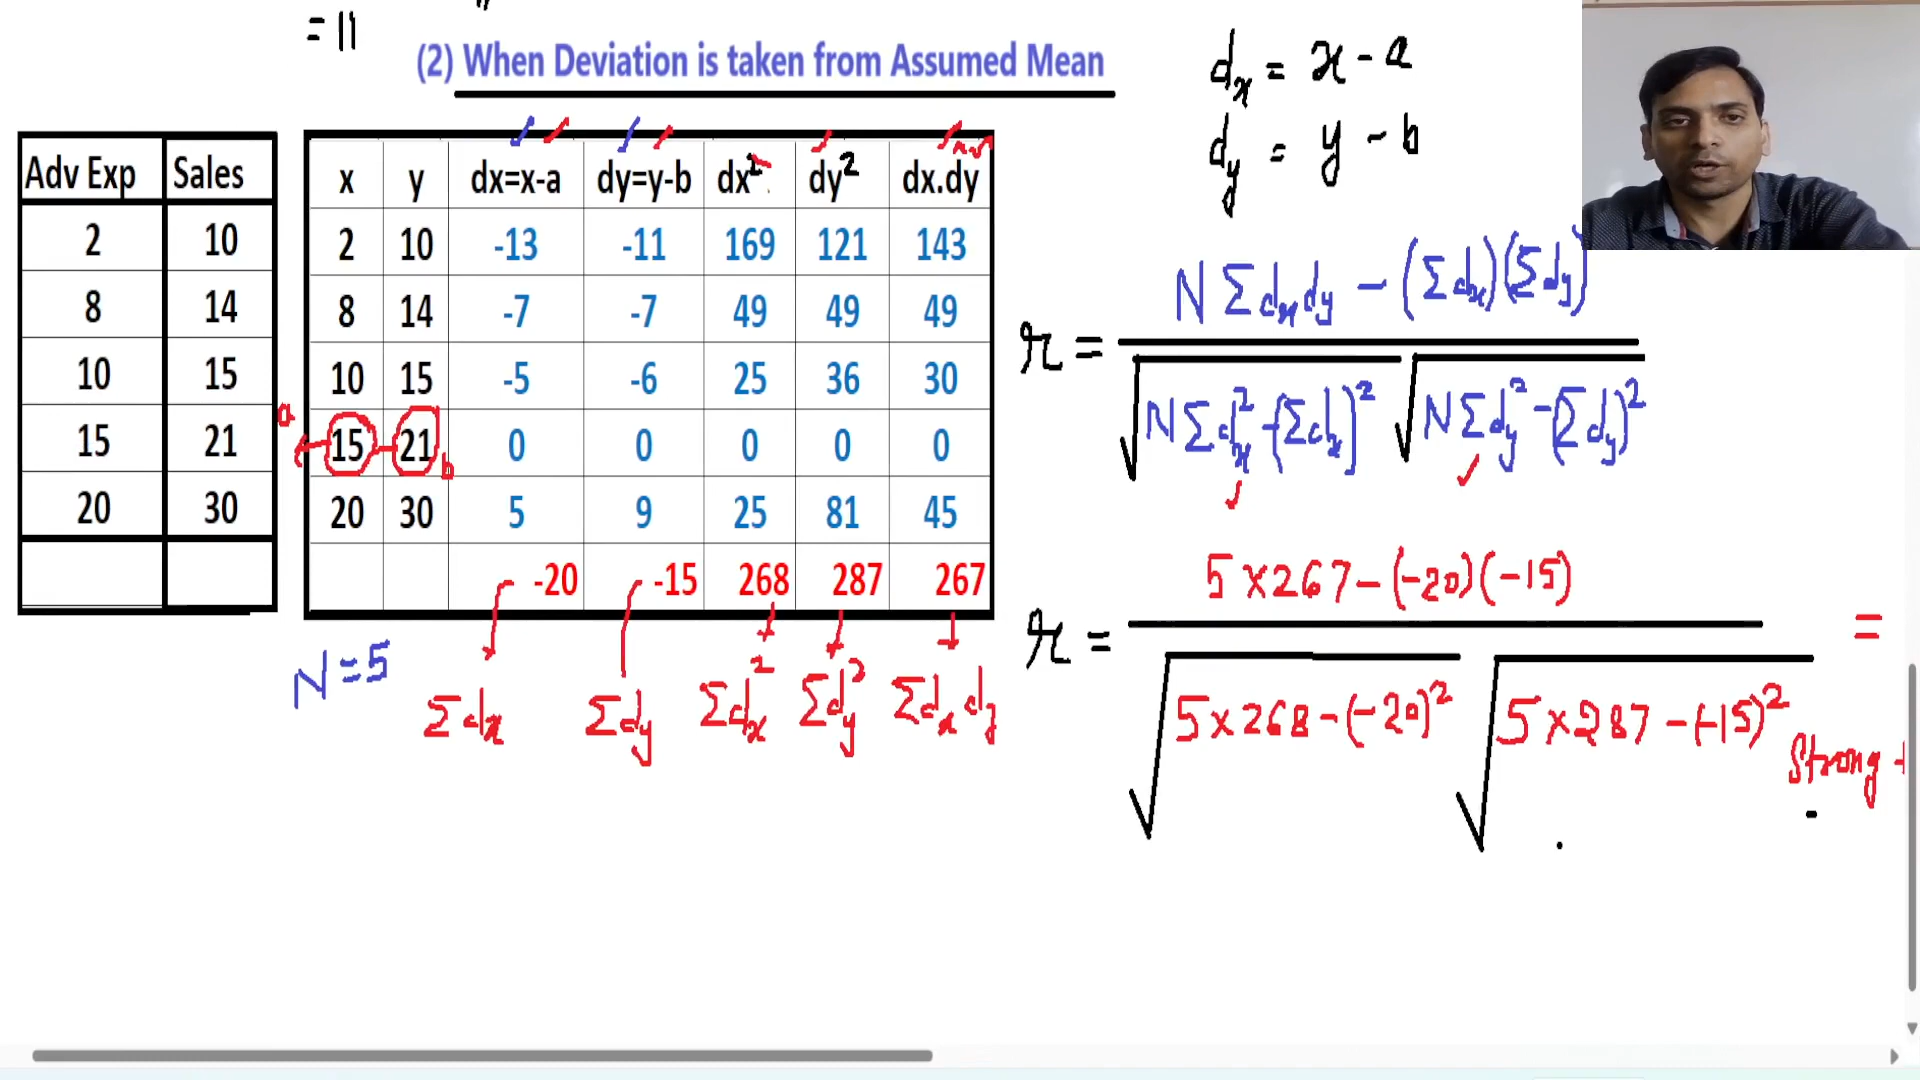 = 11
(2) When Deviation is taken from Assumed Mean
dx = x - a
dy = y - b
Adv Exp Sales
2 10
8 14
10 15
15 21
20 30
x y dx=x-a dy=y-b dx² dy² dx.dy
2 10 -13 -11 169 121 143
8 14 -7 -7 49 49 49
10 15 -5 -6 25 36 30
a 15 21 b 0 0 0 0 0
20 30 5 9 25 81 45
-20 -15 268 287 267
N = 5
Σdx Σdy Σdx² Σdy² Σdx dy
r = N Σdxdy - (Σdx)(Σdy)
√NΣdx² - (Σdx)² √NΣdy² - (Σdy)²
r = 5 × 267 - (-20)(-15) =
√5 × 268 - (-20)² √5 × 287 - (-15)²
Strong